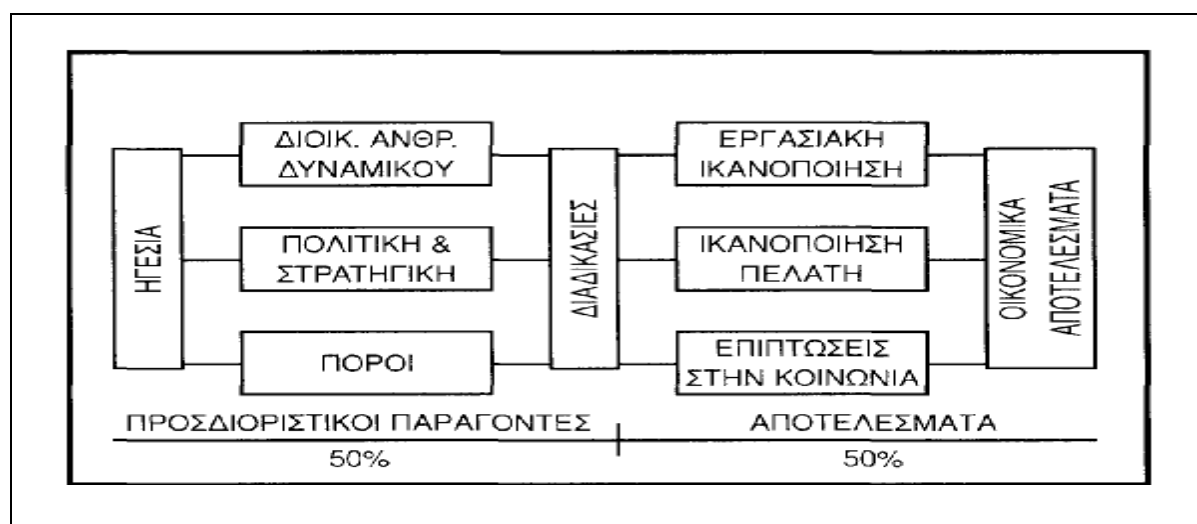 ΗΓΕΣΙΑ
ΔΙΟΙΚ. ΑΝΘΡ.
ΔΥΝΑΜΙΚΟΥ
ΠΟΛΙΤΙΚΗ &
ΣΤΡΑΤΗΓΙΚΗ
ΠΟΡΟΙ
ΔΙΑΔΙΚΑΣΙΕΣ
ΕΡΓΑΣΙΑΚΗ
ΙΚΑΝΟΠΟΙΗΣΗ
ΙΚΑΝΟΠΟΙΗΣΗ
ΠΕΛΑΤΗ
ΕΠΙΠΤΩΣΕΙΣ
ΣΤΗΝ ΚΟΙΝΩΝΙΑ
ΟΙΚΟΝΟΜΙΚΑ
ΑΠΟΤΕΛΕΣΜΑΤΑ
ΠΡΟΣΔΙΟΡΙΣΤΙΚΟΙ ΠΑΡΑΓΟΝΤΕΣ
50%
ΑΠΟΤΕΛΕΣΜΑΤΑ
50%